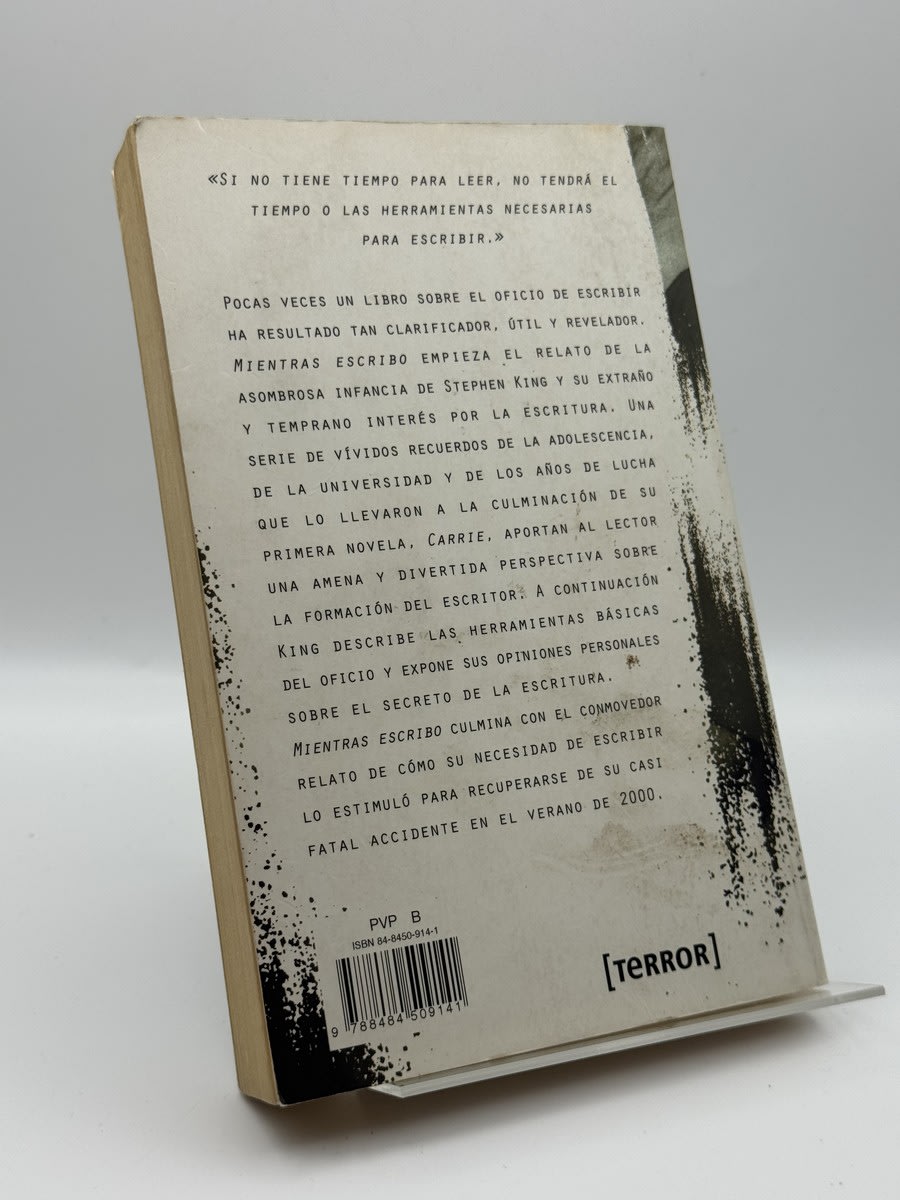 «SI NO TIENE TIEMPO PARA LEER, NO TENDRÁ EL
TIEMPO O LAS HERRAMIENTAS NECESARIAS
PARA ESCRIBIR.»
POCAS VECES UN LIBRO SOBRE EL OFICIO DE ESCRIBIR
HA RESULTADO TAN CLARIFICADOR, ÚTIL Y REVELADOR.
MIENTRAS ESCRIBO EMPIEZA EL RELATO DE LA
ASOMBROSA INFANCIA DE STEPHEN KING Y SU EXTRAÑO
Y TEMPRANO INTERÉS POR LA ESCRITURA. UNA
SERIE DE VÍVIDOS RECUERDOS DE LA ADOLESCENCIA,
DE LA UNIVERSIDAD Y DE LOS AÑOS DE LUCHA
QUE LO LLEVARON A LA CULMINACIÓN DE SU
PRIMERA NOVELA, CARRIE, APORTAN AL LECTOR
UNA AMENA Y DIVERTIDA PERSPECTIVA SOBRE
LA FORMACIÓN DEL ESCRITOR. A CONTINUACIÓN
KING DESCRIBE LAS HERRAMIENTAS BÁSICAS
DEL OFICIO Y EXPONE SUS OPINIONES PERSONALES
SOBRE EL SECRETO DE LA ESCRITURA.
MIENTRAS ESCRIBO CULMINA CON EL CONMOVEDOR
RELATO DE CÓMO SU NECESIDAD DE ESCRIBIR
LO ESTIMULÓ PARA RECUPERARSE DE SU CASI
FATAL ACCIDENTE EN EL VERANO DE 2000.
PVP B
ISBN 84-8450-914-1
9 788484 509141
[TeRROR]